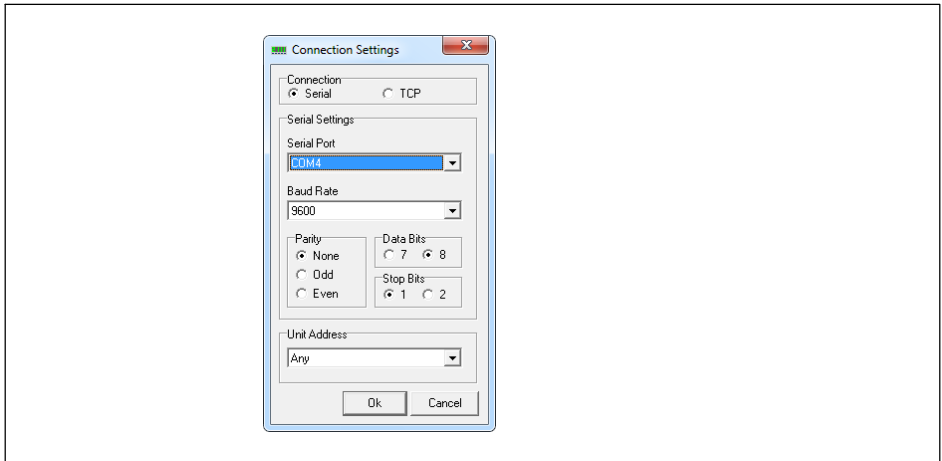 Connection Settings
Connection
Serial TCP
Serial Settings
Serial Port
COM4
Baud Rate
9600
Parity
None
Odd
Even
Data Bits
7 8
Stop Bits
1 2
Unit Address
Any
Ok Cancel